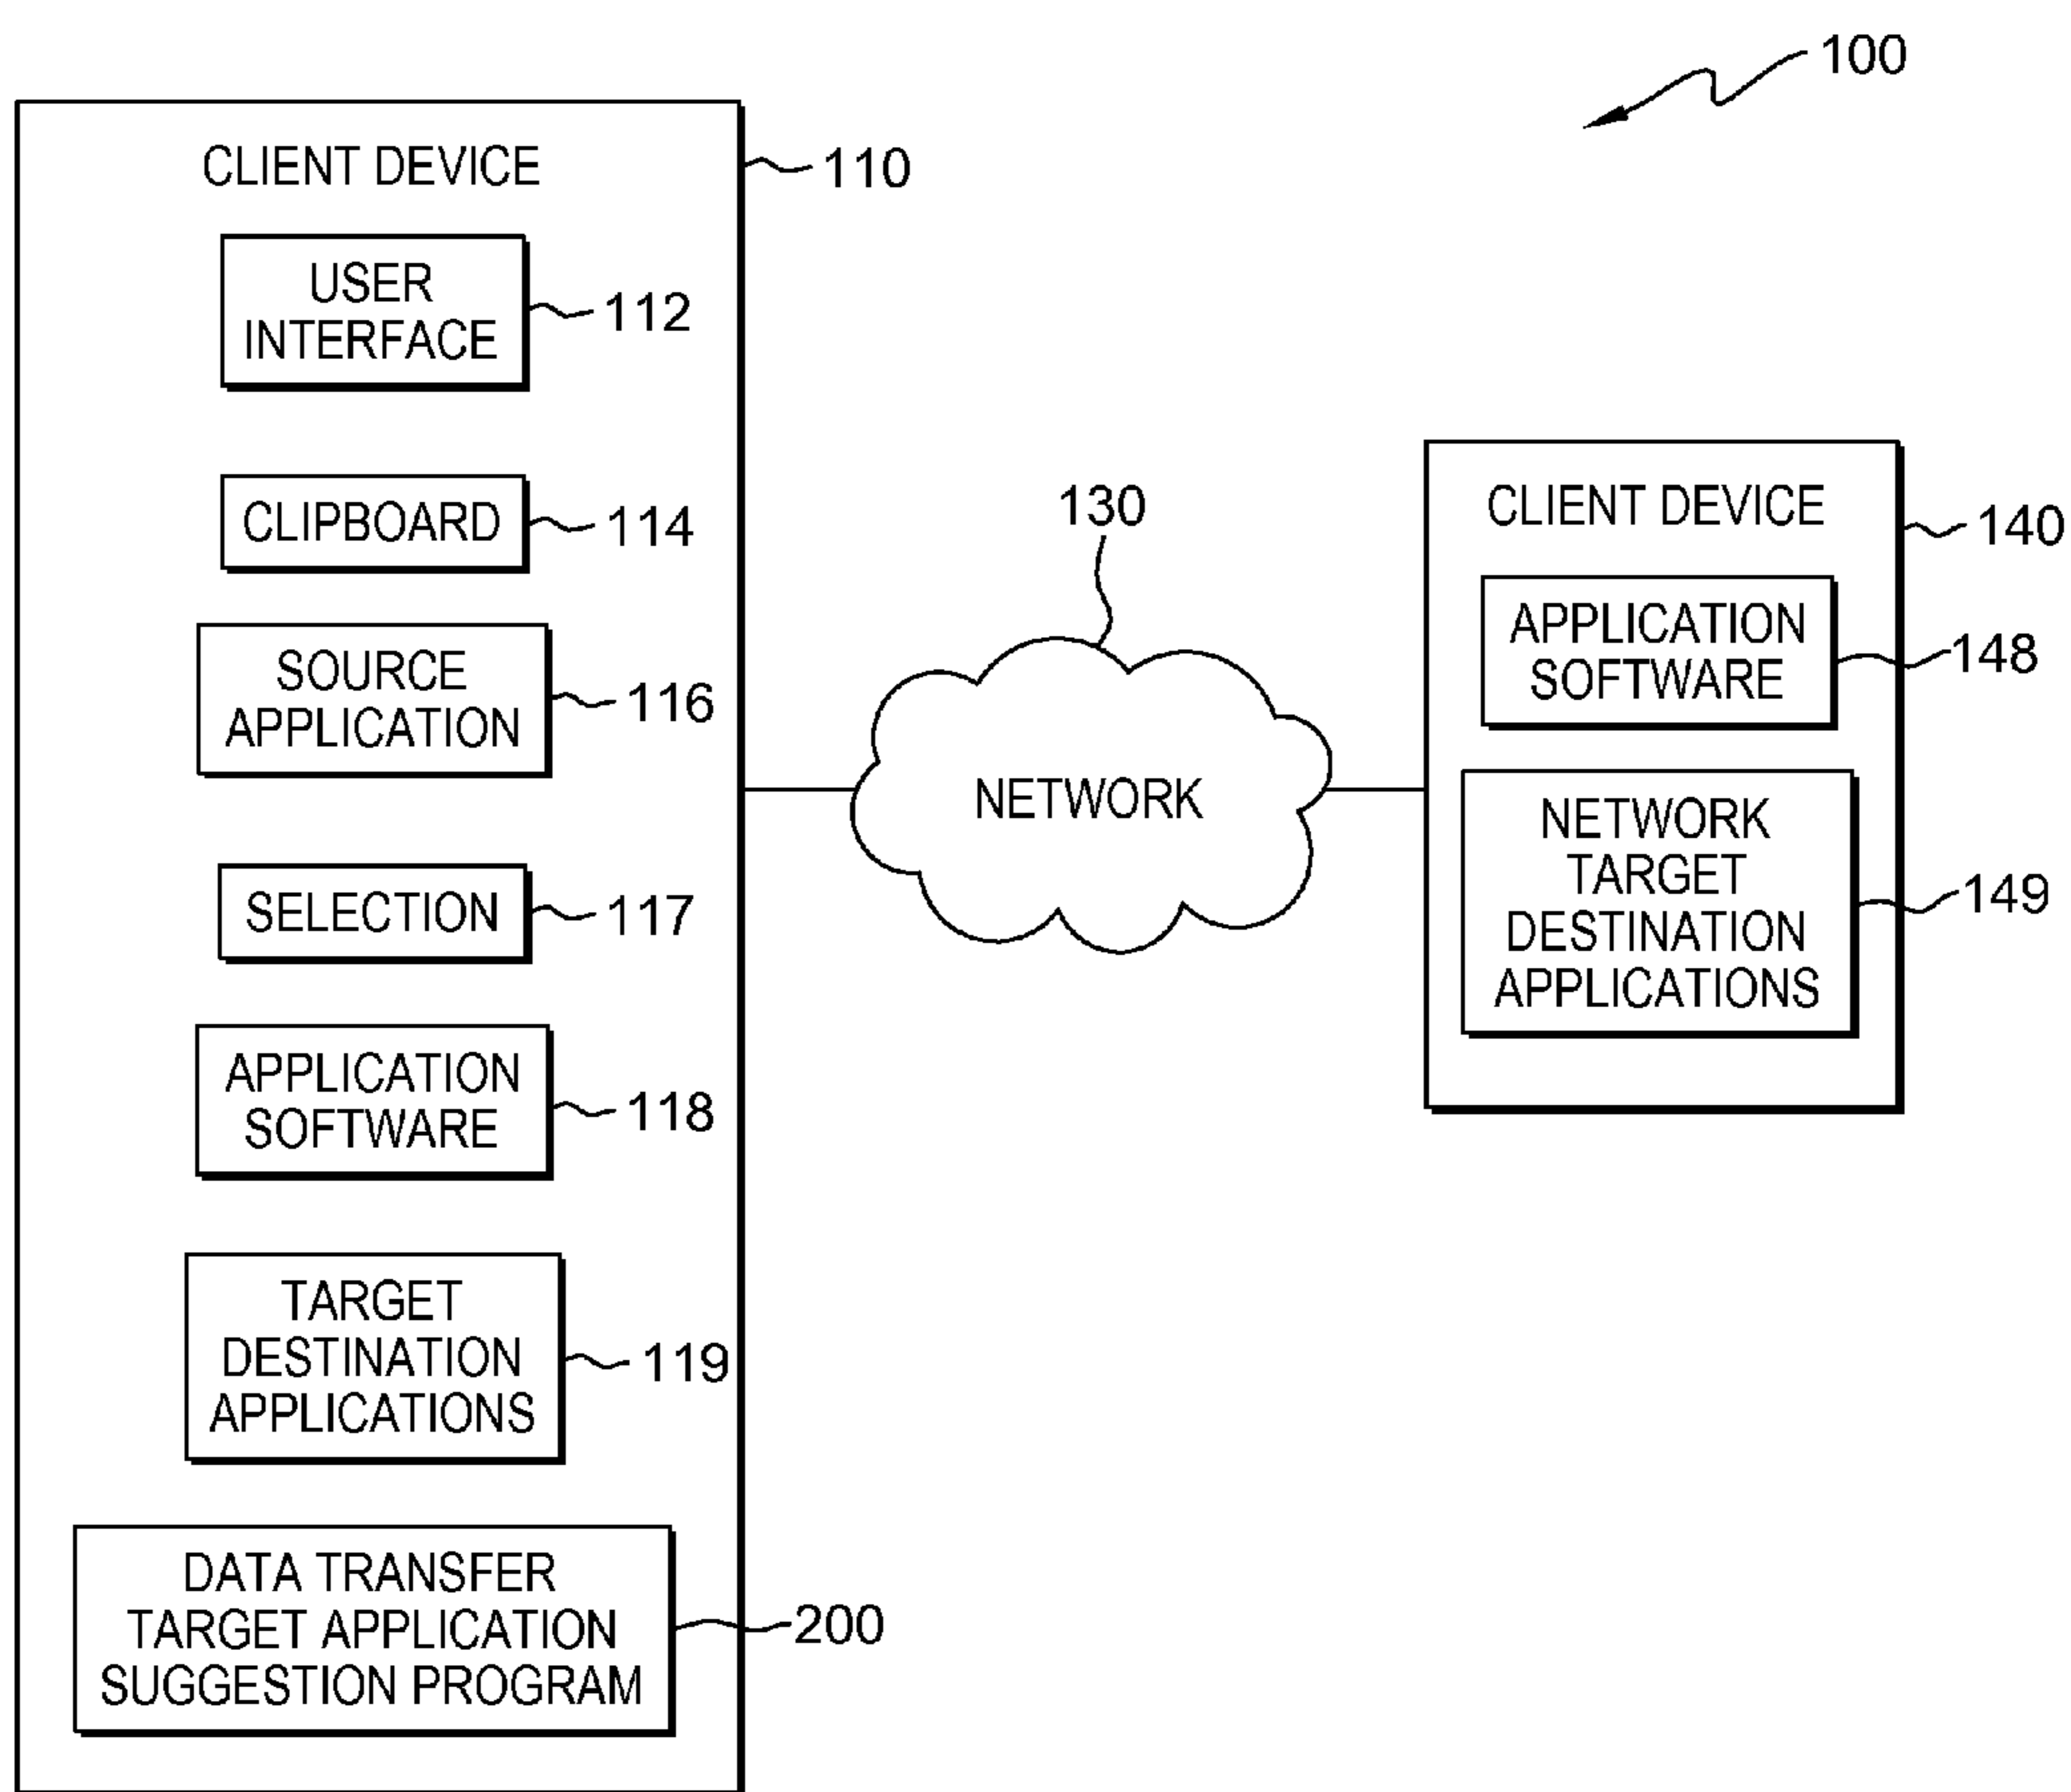 100
CLIENT DEVICE
110
USER
INTERFACE
112
CLIPBOARD
114
SOURCE
APPLICATION
116
SELECTION
117
APPLICATION
SOFTWARE
118
TARGET
DESTINATION
APPLICATIONS
119
DATA TRANSFER
TARGET APPLICATION
SUGGESTION PROGRAM
200
130
NETWORK
CLIENT DEVICE
140
APPLICATION
SOFTWARE
148
NETWORK
TARGET
DESTINATION
APPLICATIONS
149